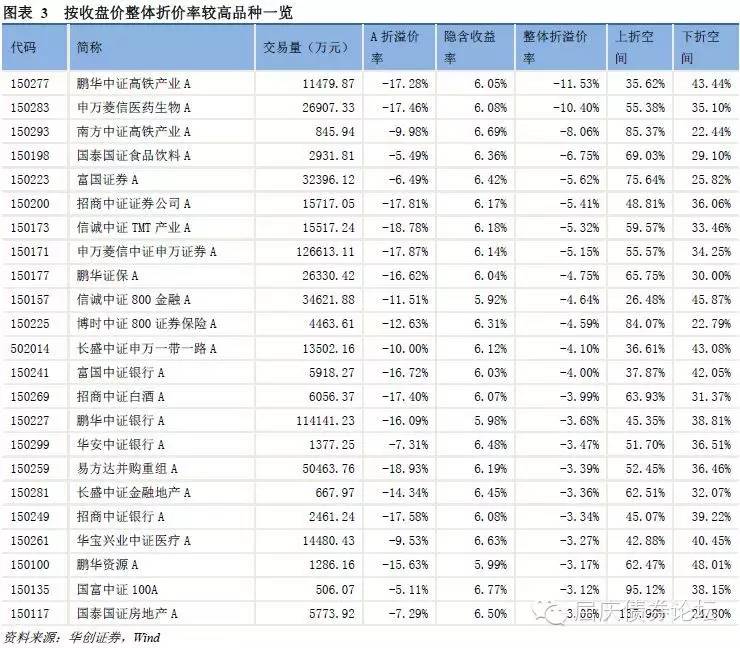 图表 3 按收盘价整体折价率较高品种一览
代码 简称 交易量（万元） A 折溢价率 隐含收益率 整体折溢价率 上折空间 下折空间
150277 鹏华中证高铁产业 A 11479.87 -17.28% 6.05% -11.53% 35.62% 43.44%
150283 申万菱信医药生物 A 26907.33 -17.46% 6.08% -10.40% 55.38% 35.10%
150293 南方中证高铁产业 A 845.94 -9.98% 6.69% -8.06% 85.37% 22.44%
150198 国泰国证食品饮料 A 2931.81 -5.49% 6.36% -6.75% 69.03% 29.10%
150223 富国证券 A 32396.12 -6.49% 6.42% -5.62% 75.64% 25.82%
150200 招商中证证券公司 A 15717.05 -17.81% 6.17% -5.41% 48.81% 36.06%
150173 信诚中证 TMT 产业 A 15517.24 -18.78% 6.18% -5.32% 59.57% 33.46%
150171 申万菱信中证申万证券 A 126613.11 -17.87% 6.14% -5.15% 55.57% 34.25%
150177 鹏华证保 A 26330.42 -16.62% 6.04% -4.75% 65.75% 30.00%
150157 信诚中证 800 金融 A 34621.88 -11.51% 5.92% -4.64% 26.48% 45.87%
150225 博时中证 800 证券保险 A 4463.61 -12.63% 6.31% -4.59% 84.07% 22.79%
502014 长盛中证申万一带一路 A 13502.16 -10.00% 6.12% -4.10% 36.61% 43.08%
150241 富国中证银行 A 5918.27 -16.72% 6.03% -4.00% 37.87% 42.05%
150269 招商中证白酒 A 6056.37 -17.40% 6.07% -3.99% 63.93% 31.37%
150227 鹏华中证银行 A 114141.23 -16.09% 5.98% -3.68% 45.35% 38.81%
150299 华安中证银行 A 1377.25 -7.31% 6.48% -3.47% 51.70% 36.51%
150259 易方达并购重组 A 50463.76 -18.93% 6.19% -3.39% 52.45% 36.46%
150281 长盛中证金融地产 A 667.97 -14.34% 6.45% -3.36% 62.51% 32.07%
150249 招商中证银行 A 2461.24 -17.58% 6.08% -3.34% 45.07% 39.22%
150261 华宝兴业中证医疗 A 14480.43 -9.53% 6.63% -3.27% 42.88% 40.45%
150100 鹏华资源 A 1286.16 -15.63% 5.99% -3.17% 62.47% 48.01%
150135 国富中证 100A 506.07 -5.11% 6.77% -3.12% 95.12% 38.15%
150117 国泰国证房地产 A 5773.92 -7.29% 6.50%
屈庆债券论坛
资料来源：华创证券，Wind